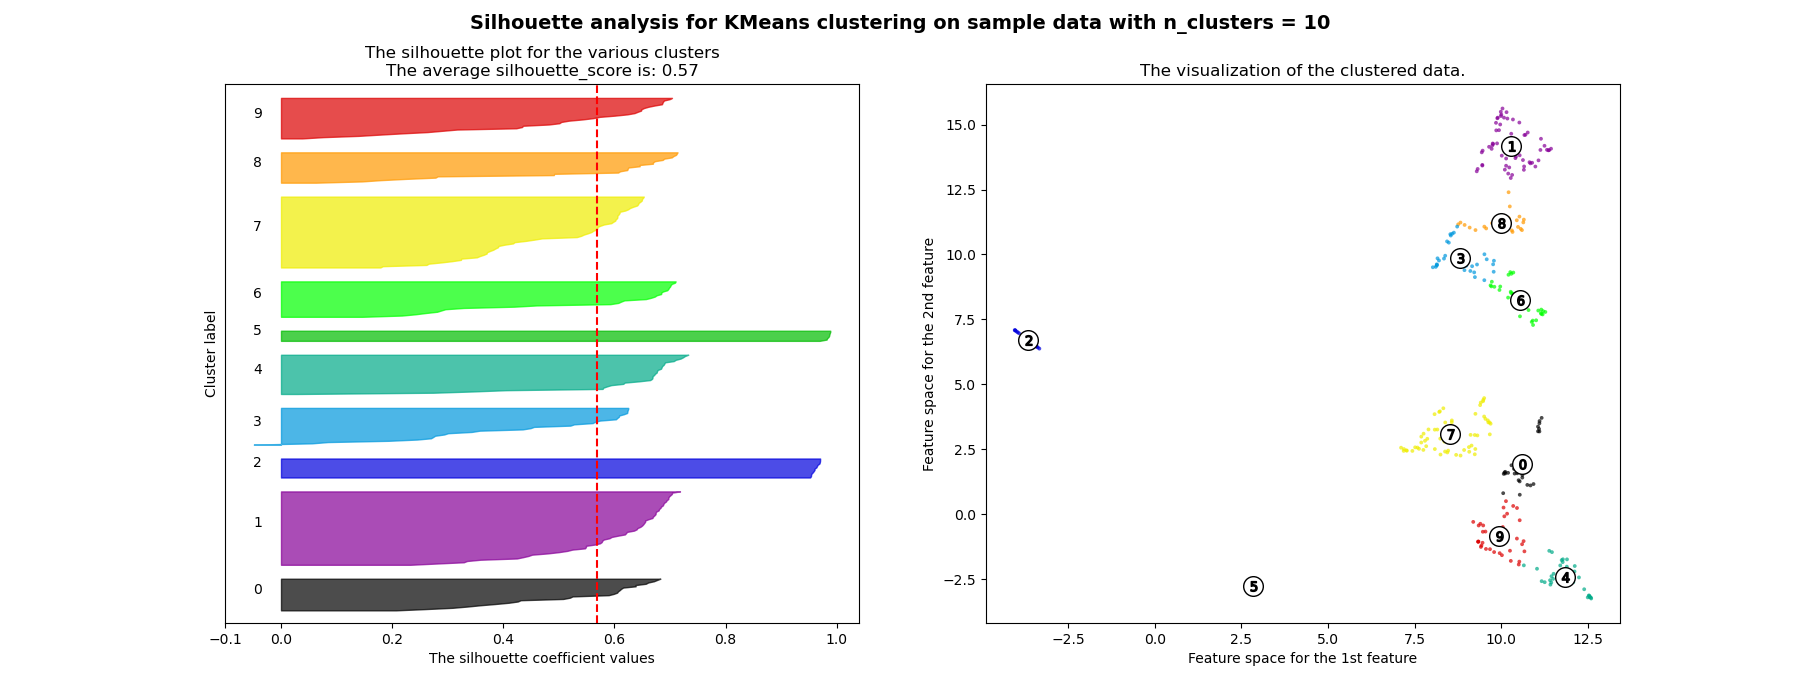 Silhouette analysis for KMeans clustering on sample data with n_clusters = 10
The silhouette plot for the various clusters
The average silhouette_score is: 0.57
Cluster label
9
8
7
6
5
4
3
2
1
0
−0.1 0.0 0.2 0.4 0.6 0.8 1.0
The silhouette coefficient values
The visualization of the clustered data.
Feature space for the 2nd feature
15.0
12.5
10.0
7.5
5.0
2.5
0.0
−2.5
1
8
3
6
2
7
0
9
4
5
−2.5 0.0 2.5 5.0 7.5 10.0 12.5
Feature space for the 1st feature